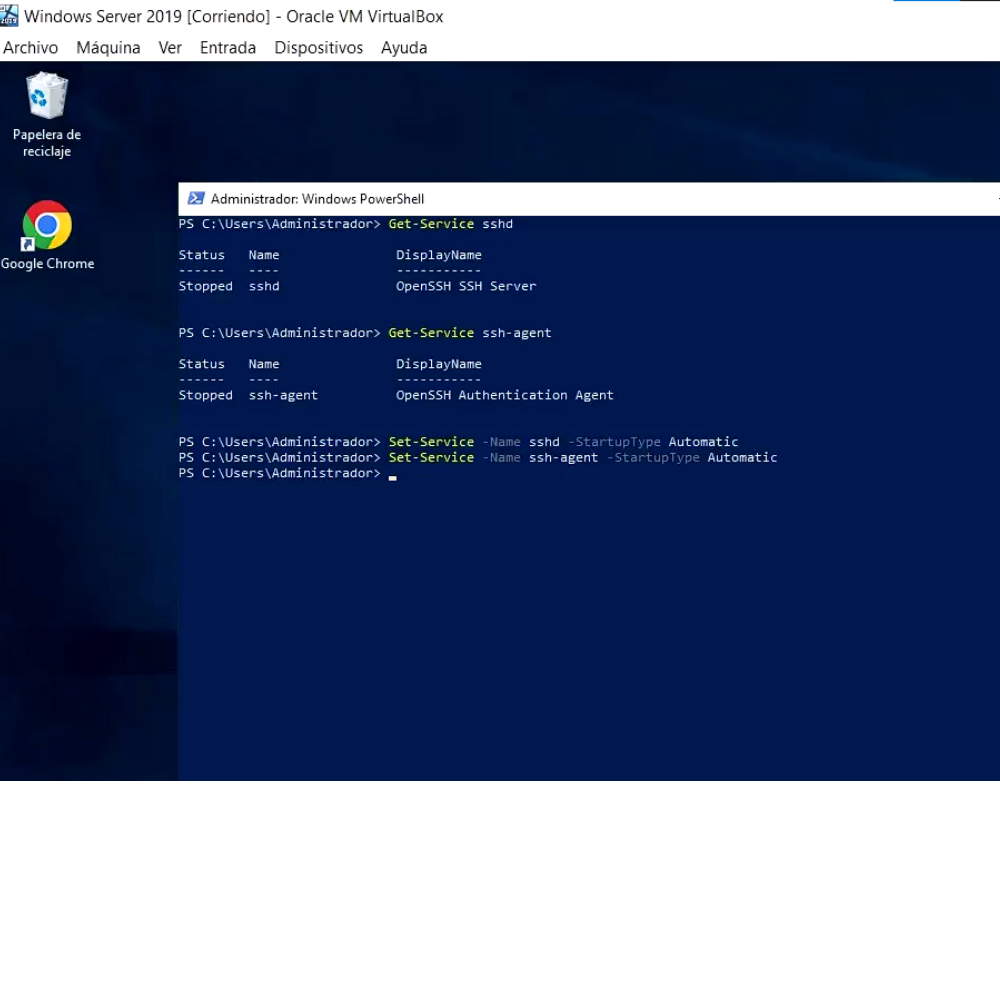 Windows Server 2019 [Corriendo] - Oracle VM VirtualBox
Archivo Máquina Ver Entrada Dispositivos Ayuda
Papelera de
reciclaje
Google Chrome
Administrador: Windows PowerShell
PS C:\Users\Administrador> Get-Service sshd
Status Name DisplayName
------ ---- -----------
Stopped sshd OpenSSH SSH Server
PS C:\Users\Administrador> Get-Service ssh-agent
Status Name DisplayName
------ ---- -----------
Stopped ssh-agent OpenSSH Authentication Agent
PS C:\Users\Administrador> Set-Service -Name sshd -StartupType Automatic
PS C:\Users\Administrador> Set-Service -Name ssh-agent -StartupType Automatic
PS C:\Users\Administrador>